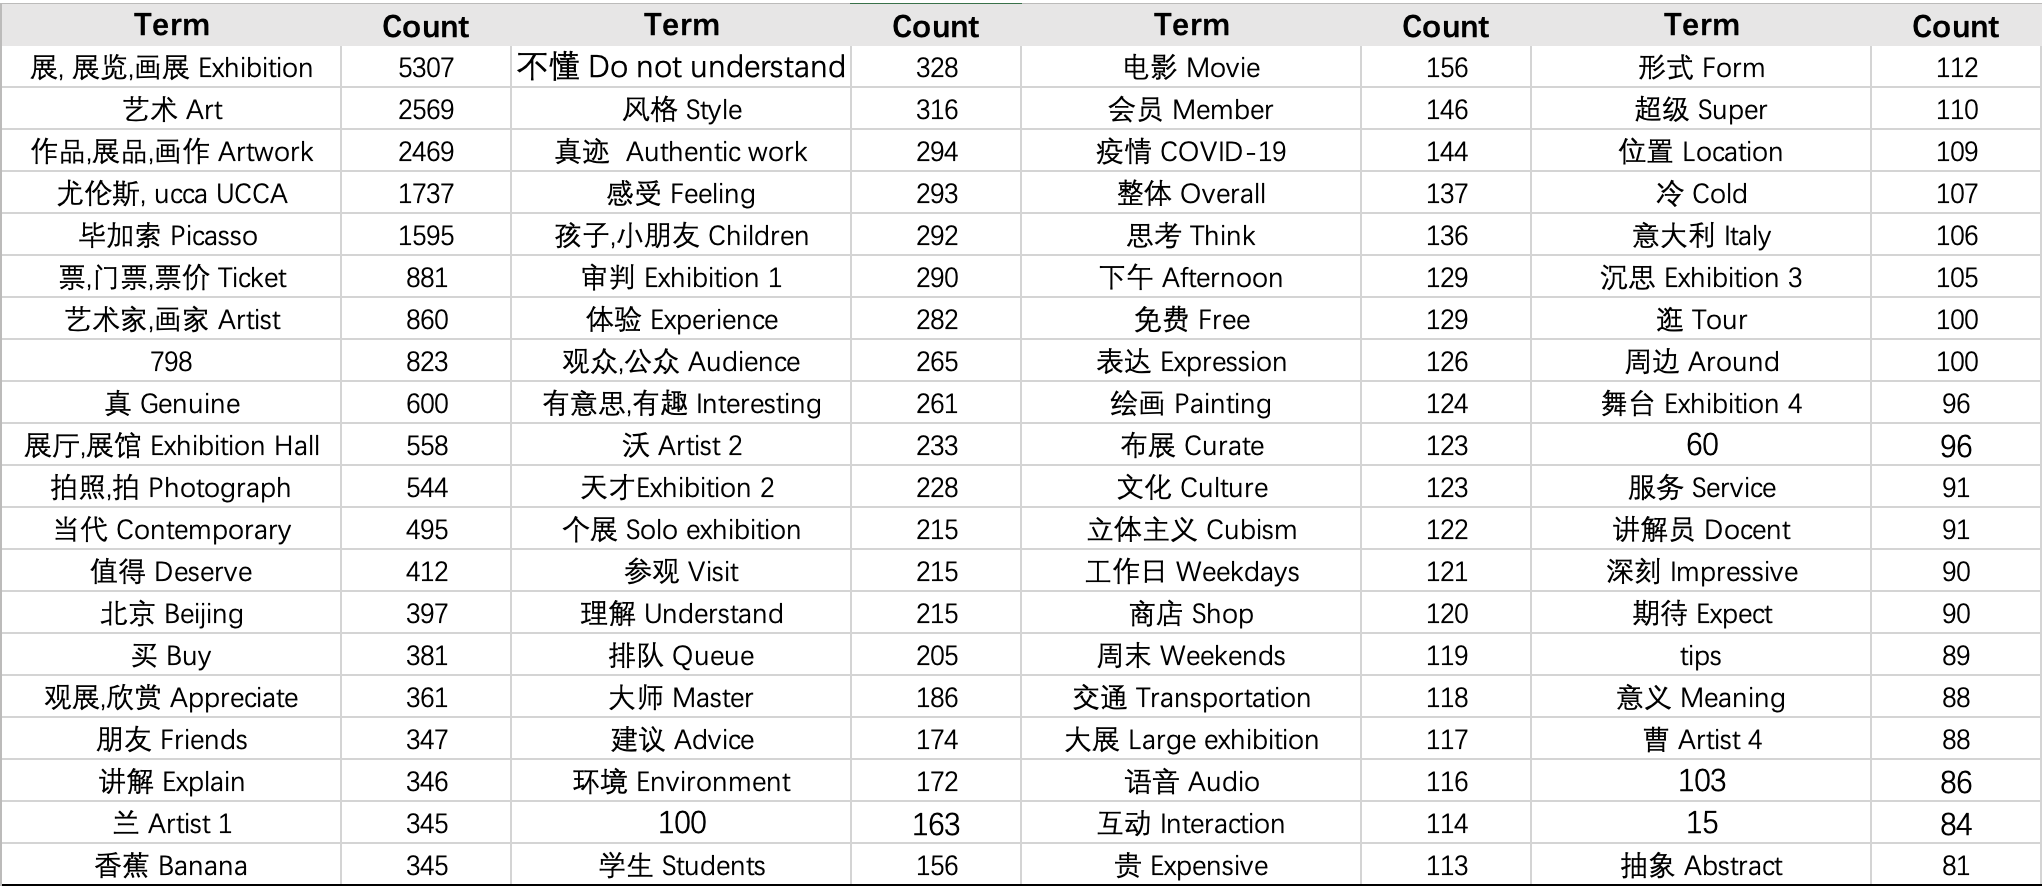 Term Count Term Count Term Count Term Count
展, 展览,画展 Exhibition 5307 不懂 Do not understand 328 电影 Movie 156 形式 Form 112
艺术 Art 2569 风格 Style 316 会员 Member 146 超级 Super 110
作品,展品,画作 Artwork 2469 真迹 Authentic work 294 疫情 COVID-19 144 位置 Location 109
尤伦斯, ucca UCCA 1737 感受 Feeling 293 整体 Overall 137 冷 Cold 107
毕加索 Picasso 1595 孩子,小朋友 Children 292 思考 Think 136 意大利 Italy 106
票,门票,票价 Ticket 881 审判 Exhibition 1 290 下午 Afternoon 129 沉思 Exhibition 3 105
艺术家,画家 Artist 860 体验 Experience 282 免费 Free 129 逛 Tour 100
798 823 观众,公众 Audience 265 表达 Expression 126 周边 Around 100
真 Genuine 600 有意思,有趣 Interesting 261 绘画 Painting 124 舞台 Exhibition 4 96
展厅,展馆 Exhibition Hall 558 沃 Artist 2 233 布展 Curate 123 60 96
拍照,拍 Photograph 544 天才Exhibition 2 228 文化 Culture 123 服务 Service 91
当代 Contemporary 495 个展 Solo exhibition 215 立体主义 Cubism 122 讲解员 Docent 91
值得 Deserve 412 参观 Visit 215 工作日 Weekdays 121 深刻 Impressive 90
北京 Beijing 397 理解 Understand 215 商店 Shop 120 期待 Expect 90
买 Buy 381 排队 Queue 205 周末 Weekends 119 tips 89
观展,欣赏 Appreciate 361 大师 Master 186 交通 Transportation 118 意义 Meaning 88
朋友 Friends 347 建议 Advice 174 大展 Large exhibition 117 曹 Artist 4 88
讲解 Explain 346 环境 Environment 172 语音 Audio 116 103 86
兰 Artist 1 345 100 163 互动 Interaction 114 15 84
香蕉 Banana 345 学生 Students 156 贵 Expensive 113 抽象 Abstract 81